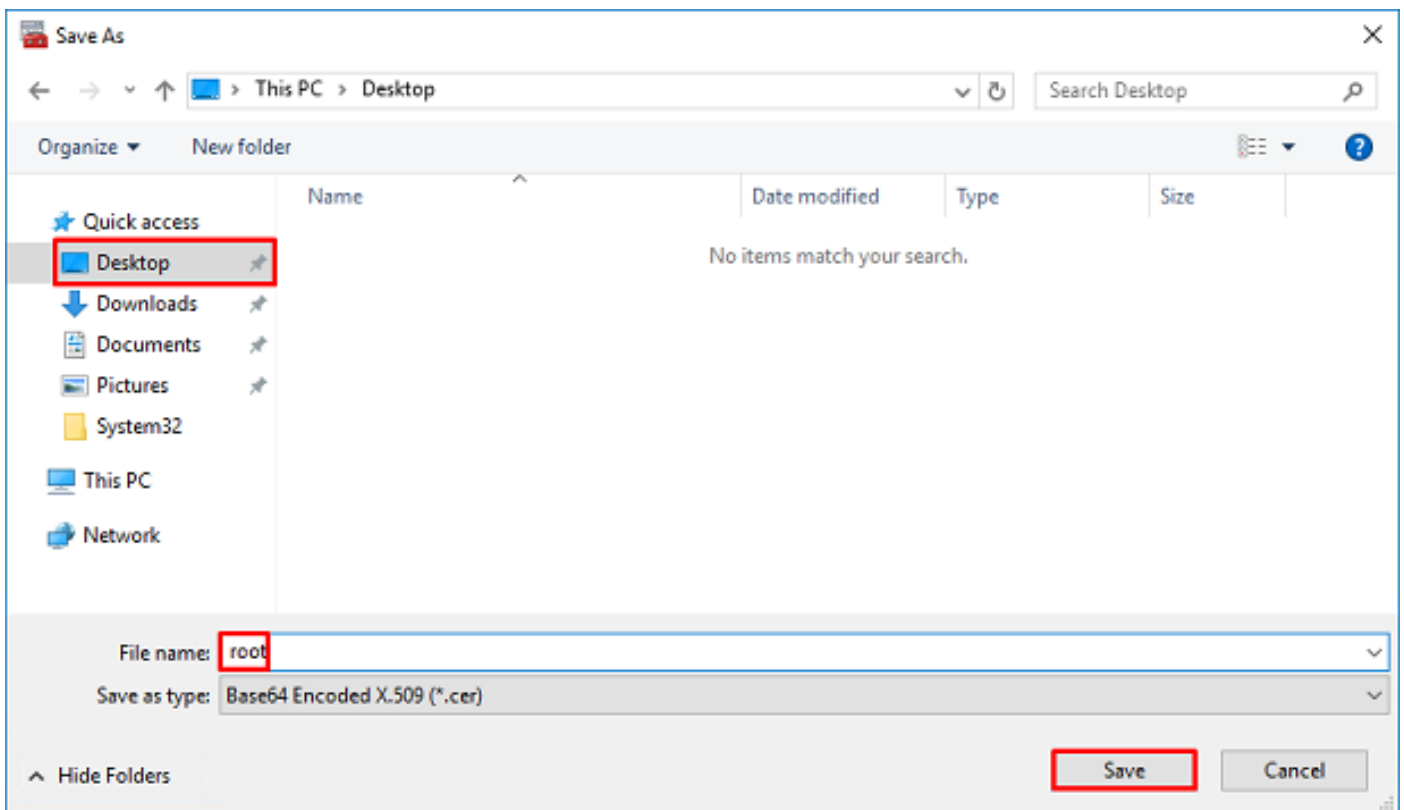 Save As
This PC > Desktop
Search Desktop
Organize
New folder
Name
Date modified
Type
Size
Quick access
No items match your search.
Desktop
Downloads
Documents
Pictures
System32
This PC
Network
File name: root
Save as type: Base64 Encoded X.509 (*.cer)
Hide Folders
Save
Cancel